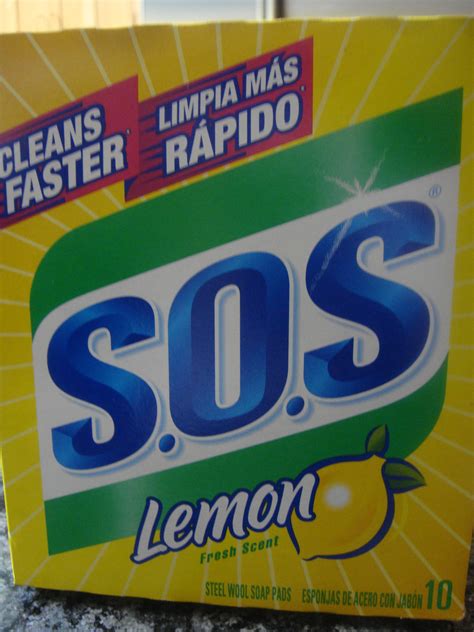 CLEANS
FASTER*
LIMPIA MÁS
RÁPIDO*
S.O.S®
Lemon
Fresh Scent
STEEL WOOL SOAP PADS ESPONJAS DE ACERO CON JABÓN 10